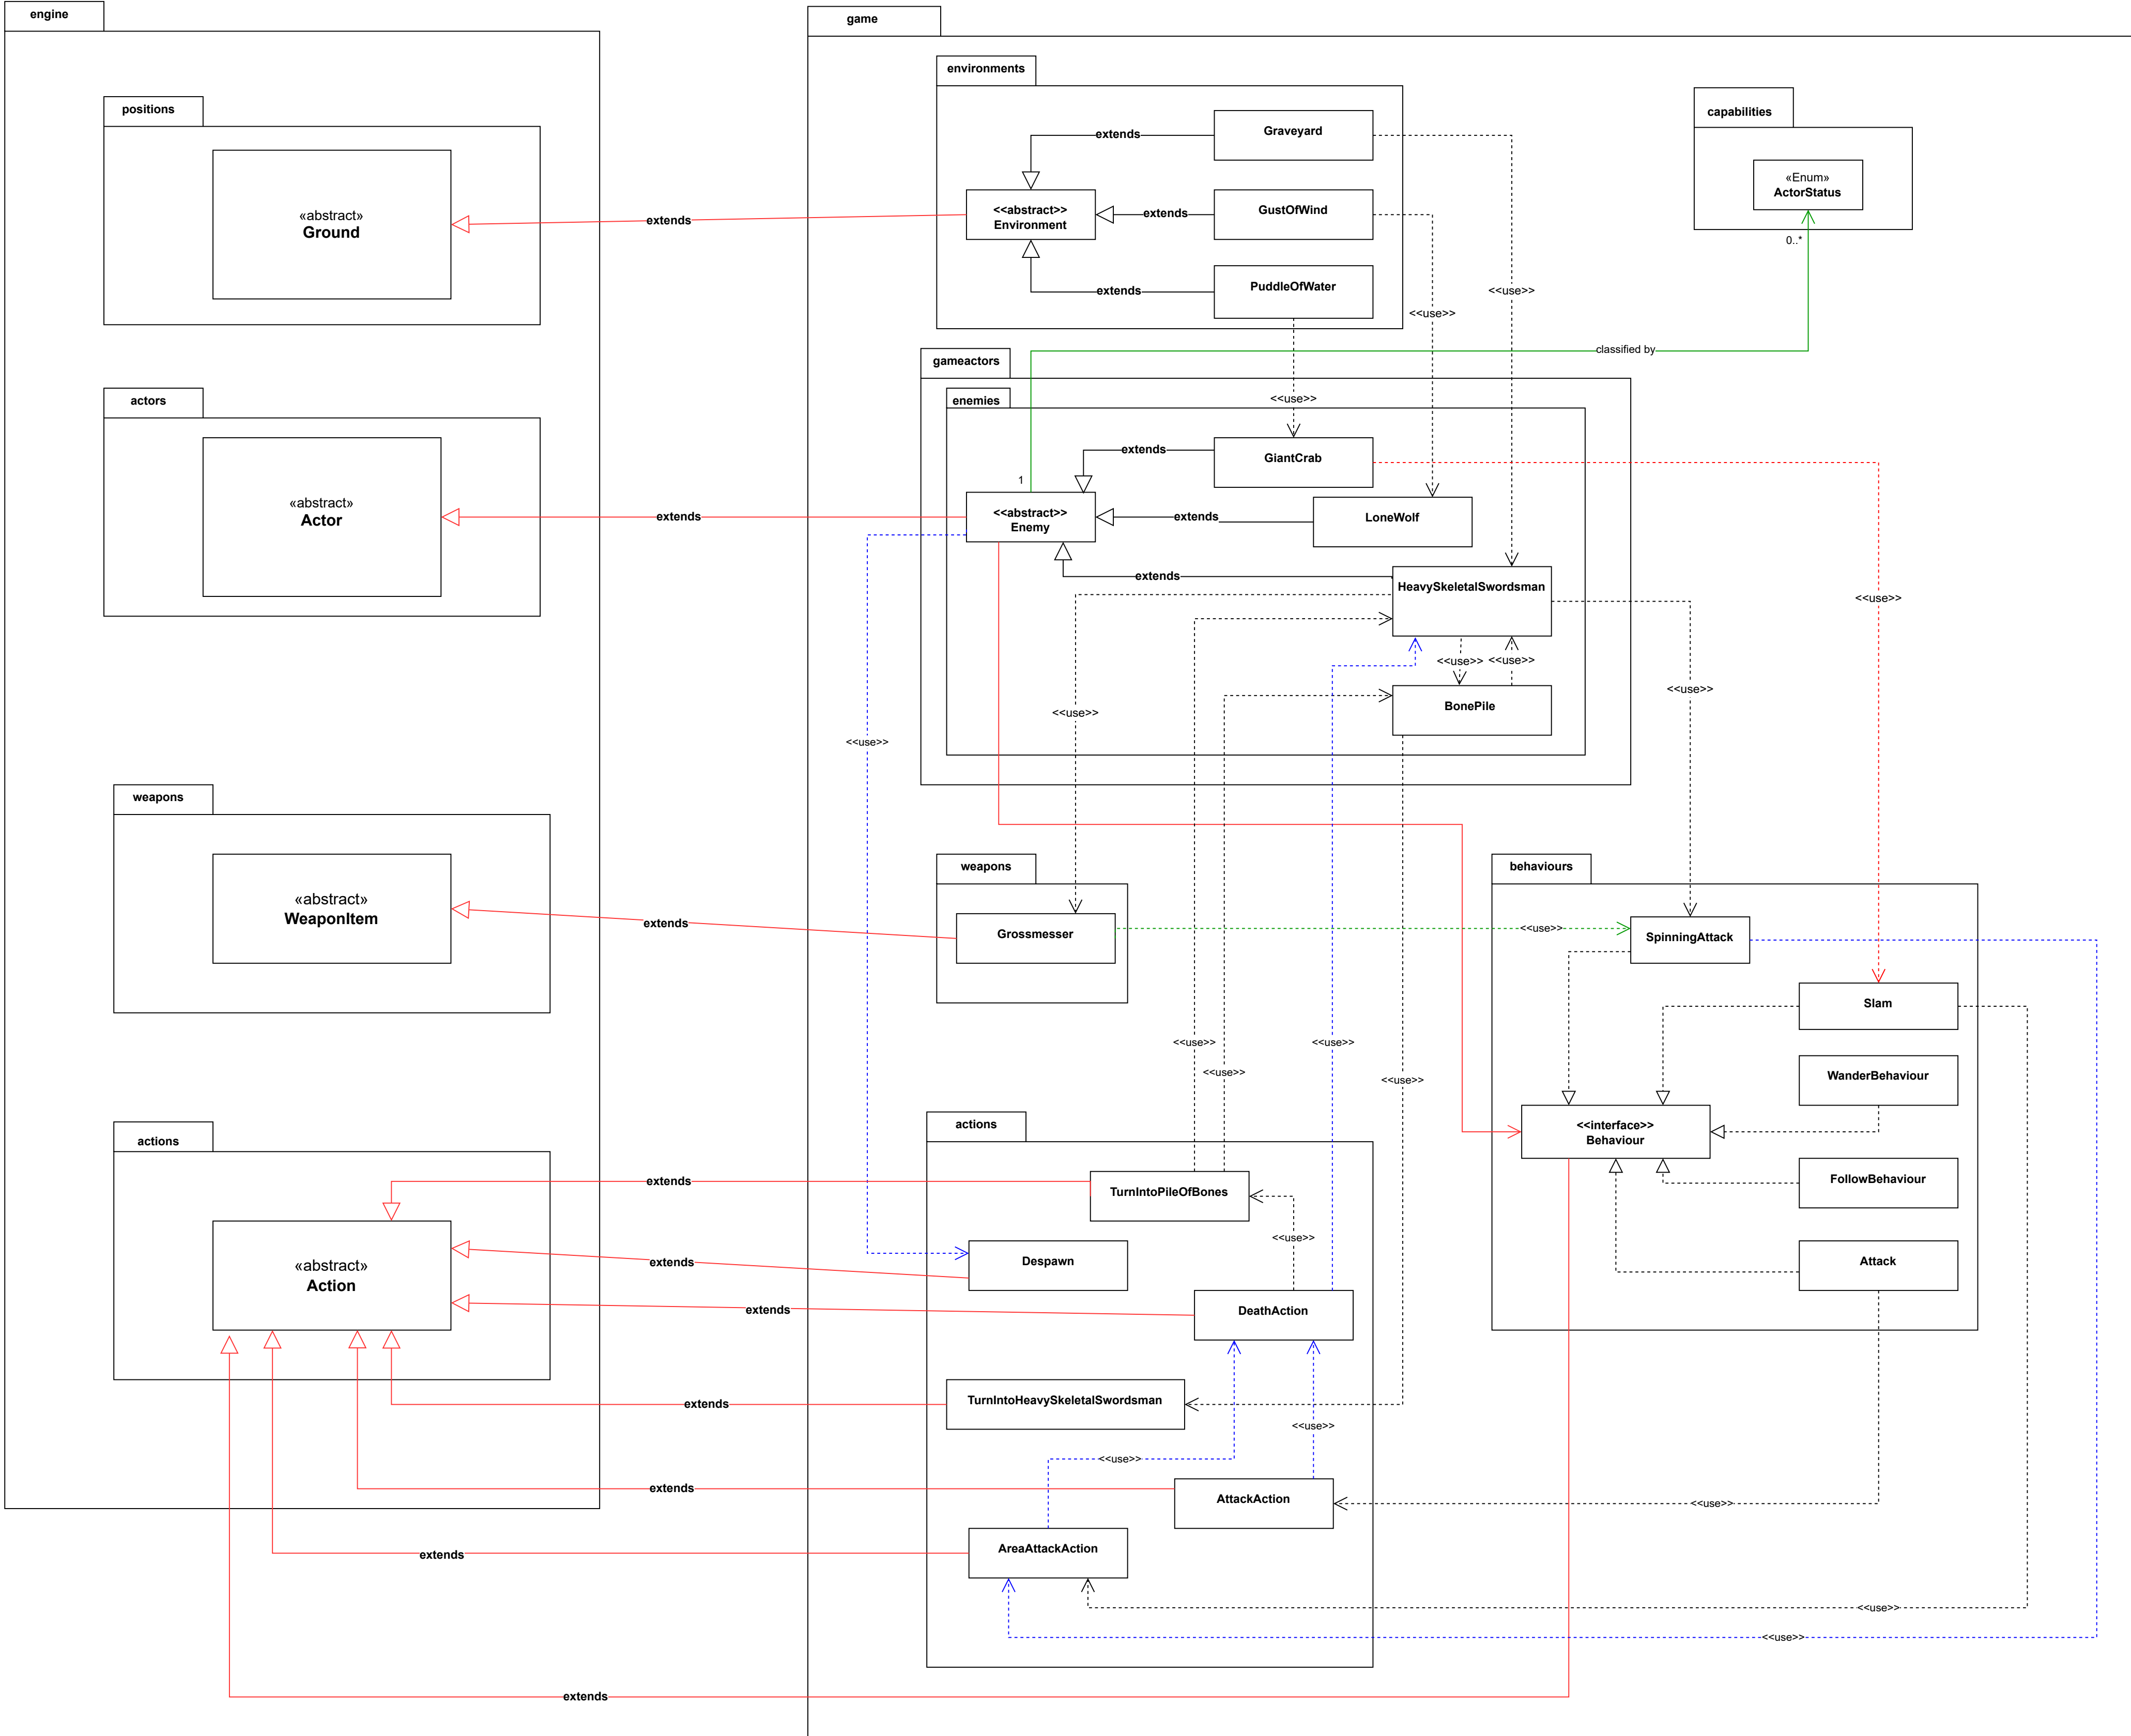 engine
positions
«abstract»
Ground
actors
«abstract»
Actor
weapons
«abstract»
WeaponItem
actions
«abstract»
Action
extends
extends
extends
extends
extends
extends
extends
extends
extends
extends
game
environments
Graveyard
extends
<<abstract>>
Environment
extends
GustOfWind
extends
PuddleOfWater
capabilities
«Enum»
ActorStatus
0..*
<<use>>
<<use>>
classified by
gameactors
enemies
<<use>>
extends
GiantCrab
1
<<abstract>>
Enemy
extends
LoneWolf
extends
HeavySkeletalSwordsman
<<use>>
<<use>>
<<use>>
BonePile
<<use>>
<<use>>
<<use>>
weapons
Grossmesser
<<use>>
behaviours
SpinningAttack
Slam
WanderBehaviour
<<interface>>
Behaviour
FollowBehaviour
Attack
<<use>>
<<use>>
<<use>>
<<use>>
actions
TurnIntoPileOfBones
<<use>>
Despawn
DeathAction
TurnIntoHeavySkeletalSwordsman
<<use>>
<<use>>
AttackAction
<<use>>
AreaAttackAction
<<use>>
<<use>>